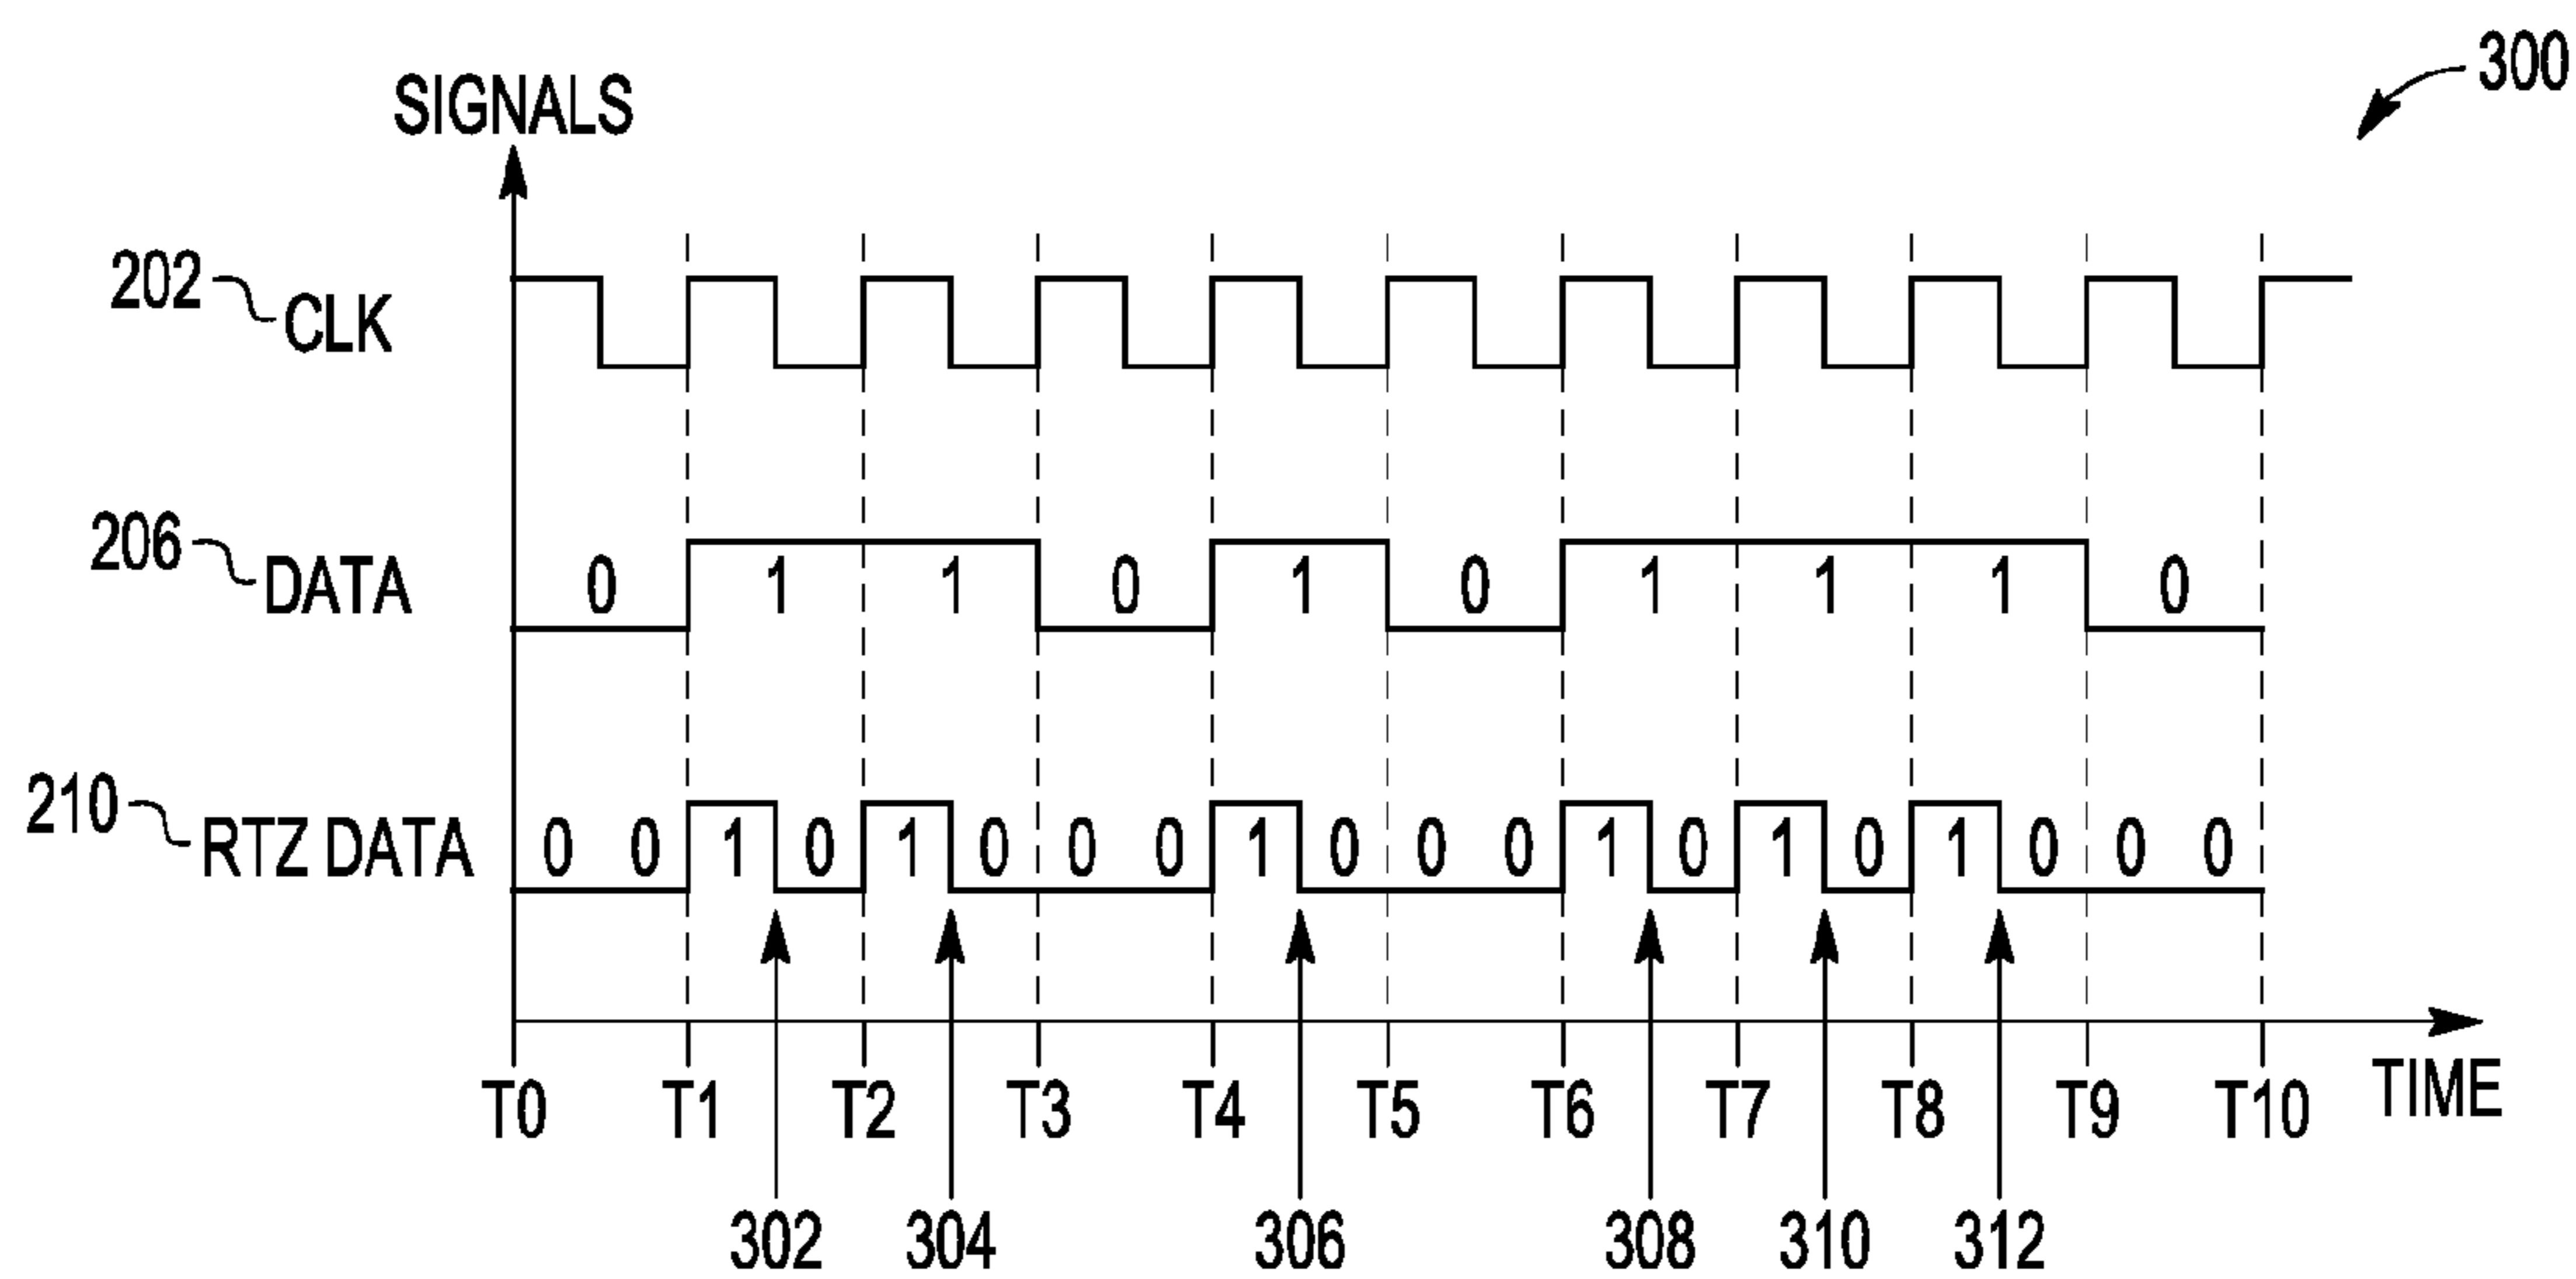 300
SIGNALS
202 CLK
206 DATA 0 1 1 0 1 0 1 1 1 0
210 RTZ DATA 0 0 1 0 1 0 0 0 1 0 0 0 1 0 1 0 1 0 0 0
T0 T1 T2 T3 T4 T5 T6 T7 T8 T9 T10 TIME
302 304 306 308 310 312